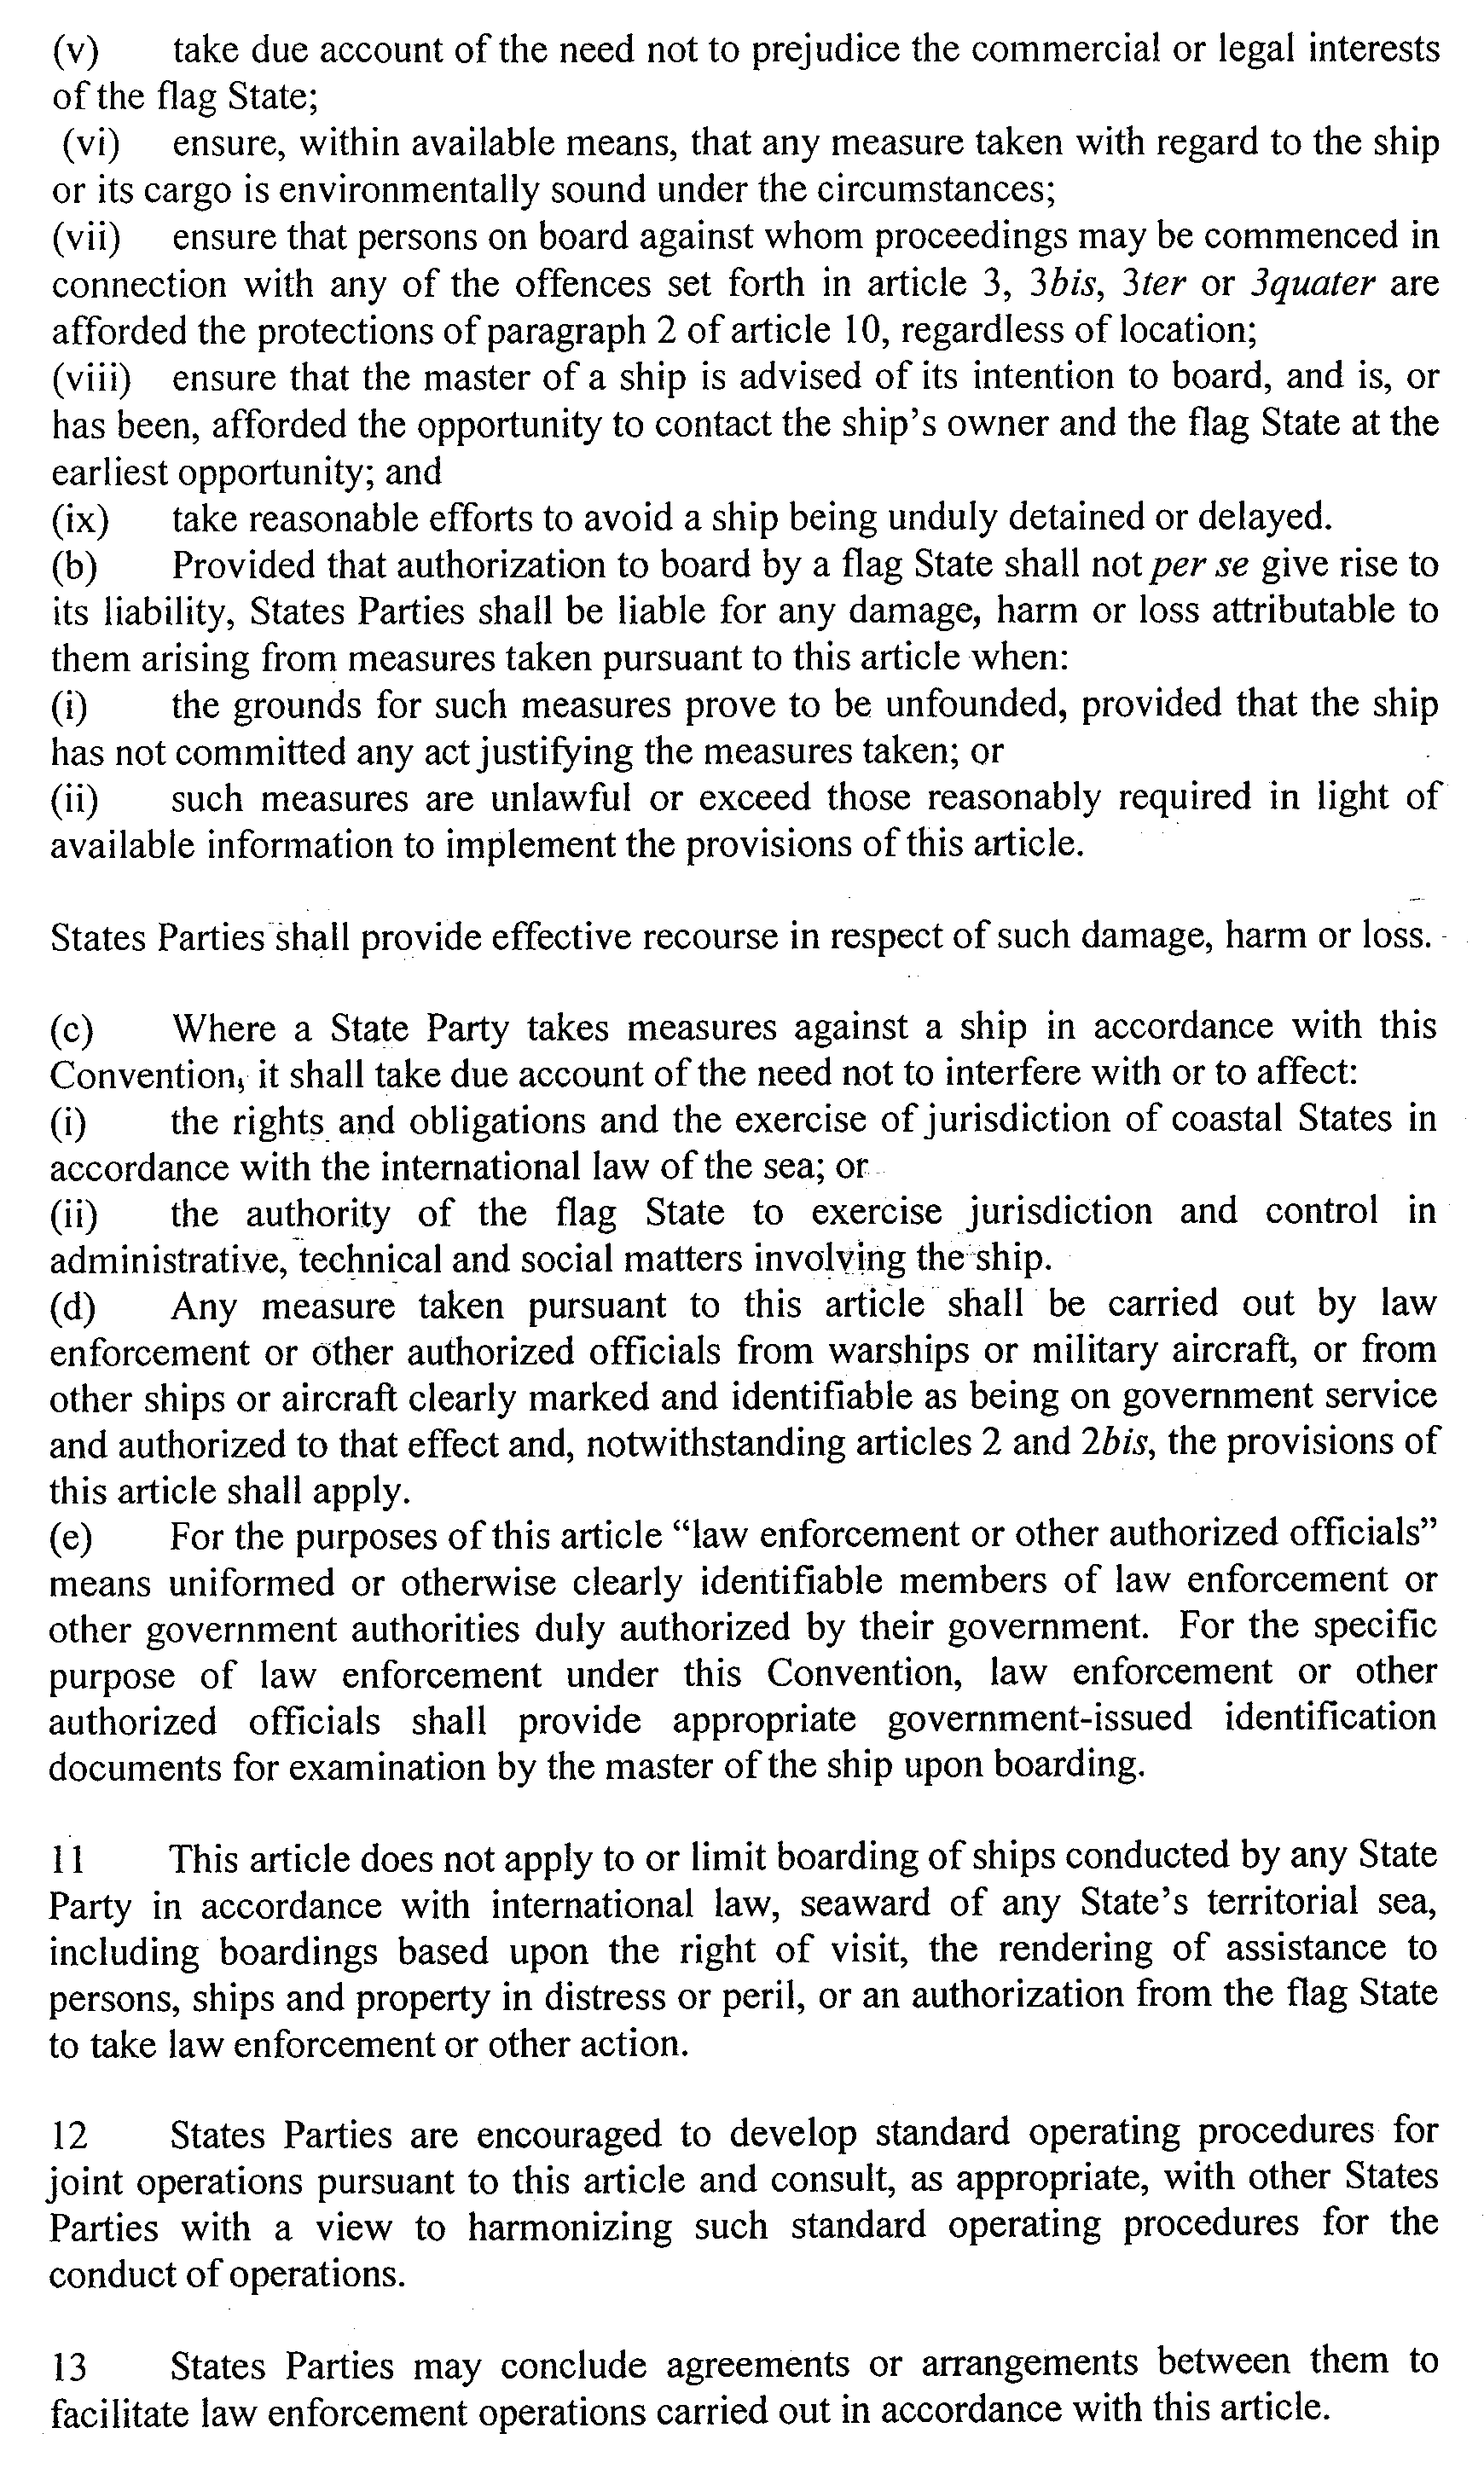 (v) take due account of the need not to prejudice the commercial or legal interests
of the flag State;
(vi) ensure, within available means, that any measure taken with regard to the ship
or its cargo is environmentally sound under the circumstances;
(vii) ensure that persons on board against whom proceedings may be commenced in
connection with any of the offences set forth in article 3, 3bis, 3ter or 3quater are
afforded the protections of paragraph 2 of article 10, regardless of location;
(viii) ensure that the master of a ship is advised of its intention to board, and is, or
has been, afforded the opportunity to contact the ship's owner and the flag State at the
earliest opportunity; and
(ix) take reasonable efforts to avoid a ship being unduly detained or delayed.
(b) Provided that authorization to board by a flag State shall not per se give rise to
its liability, States Parties shall be liable for any damage, harm or loss attributable to
them arising from measures taken pursuant to this article when:
(i) the grounds for such measures prove to be unfounded, provided that the ship
has not committed any act justifying the measures taken; or
(ii) such measures are unlawful or exceed those reasonably required in light of
available information to implement the provisions of this article.
States Parties shall provide effective recourse in respect of such damage, harm or loss.
(c) Where a State Party takes measures against a ship in accordance with this
Convention, it shall take due account of the need not to interfere with or to affect:
(i) the rights and obligations and the exercise of jurisdiction of coastal States in
accordance with the international law of the sea; or
(ii) the authority of the flag State to exercise jurisdiction and control in
administrative, technical and social matters involving the ship.
(d) Any measure taken pursuant to this article shall be carried out by law
enforcement or other authorized officials from warships or military aircraft, or from
other ships or aircraft clearly marked and identifiable as being on government service
and authorized to that effect and, notwithstanding articles 2 and 2bis, the provisions of
this article shall apply.
(e) For the purposes of this article “law enforcement or other authorized officials”
means uniformed or otherwise clearly identifiable members of law enforcement or
other government authorities duly authorized by their government. For the specific
purpose of law enforcement under this Convention, law enforcement or other
authorized officials shall provide appropriate government-issued identification
documents for examination by the master of the ship upon boarding.
11 This article does not apply to or limit boarding of ships conducted by any State
Party in accordance with international law, seaward of any State's territorial sea,
including boardings based upon the right of visit, the rendering of assistance to
persons, ships and property in distress or peril, or an authorization from the flag State
to take law enforcement or other action.
12 States Parties are encouraged to develop standard operating procedures for
joint operations pursuant to this article and consult, as appropriate, with other States
Parties with a view to harmonizing such standard operating procedures for the
conduct of operations.
13 States Parties may conclude agreements or arrangements between them to
facilitate law enforcement operations carried out in accordance with this article.